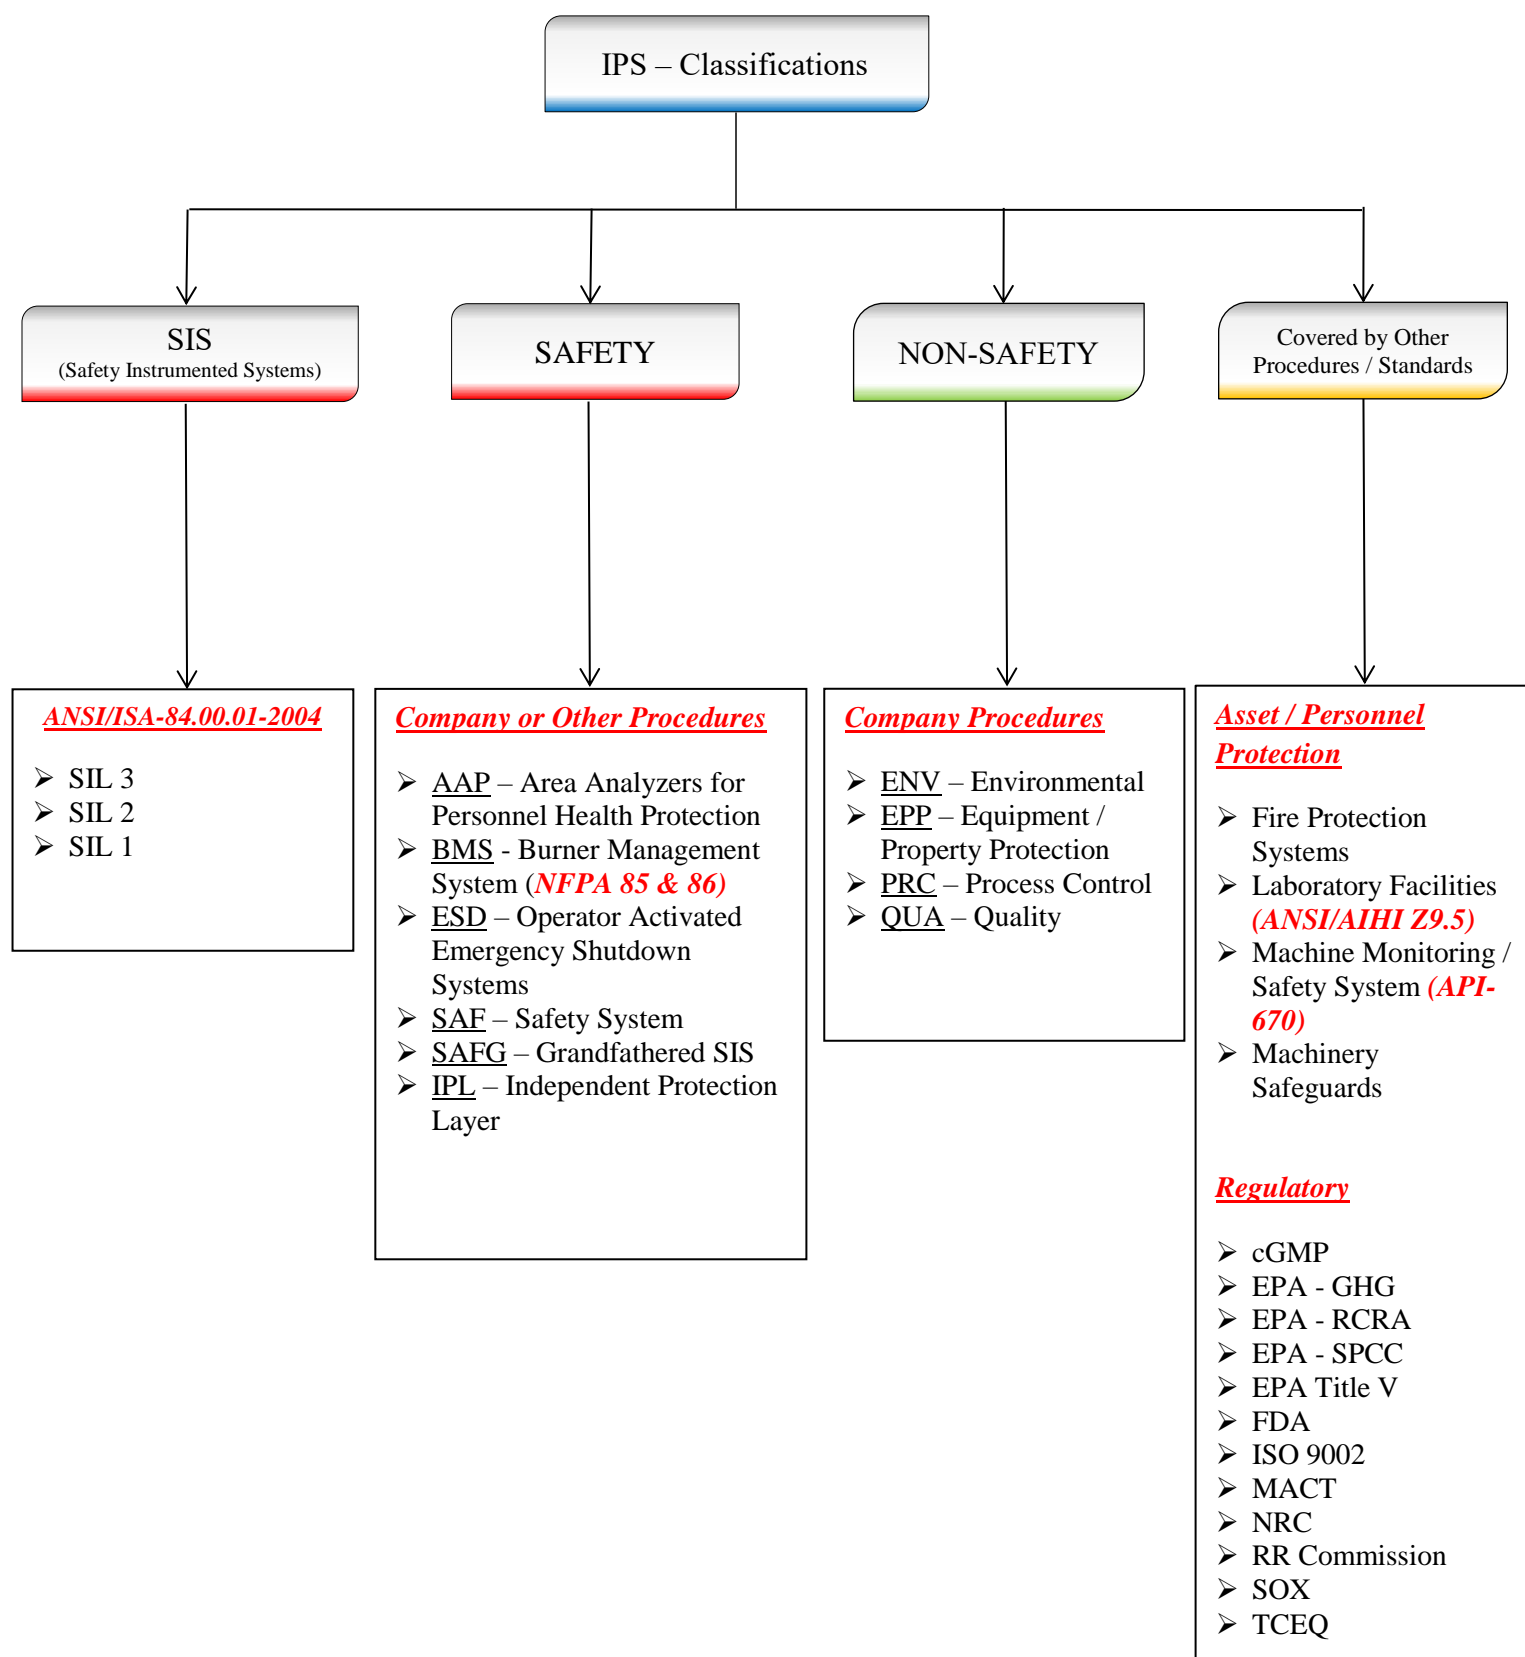 IPS – Classifications
SIS
(Safety Instrumented Systems)
SAFETY
NON-SAFETY
Covered by Other
Procedures / Standards
ANSI/ISA-84.00.01-2004
➢ SIL 3
➢ SIL 2
➢ SIL 1
Company or Other Procedures
➢ AAP – Area Analyzers for
Personnel Health Protection
➢ BMS - Burner Management
System (NFPA 85 & 86)
➢ ESD – Operator Activated
Emergency Shutdown
Systems
➢ SAF – Safety System
➢ SAFG – Grandfathered SIS
➢ IPL – Independent Protection
Layer
Company Procedures
➢ ENV – Environmental
➢ EPP – Equipment /
Property Protection
➢ PRC – Process Control
➢ QUA – Quality
Asset / Personnel
Protection
➢ Fire Protection
Systems
➢ Laboratory Facilities
(ANSI/AIHI Z9.5)
➢ Machine Monitoring /
Safety System (API-
670)
➢ Machinery
Safeguards
Regulatory
➢ cGMP
➢ EPA - GHG
➢ EPA - RCRA
➢ EPA - SPCC
➢ EPA Title V
➢ FDA
➢ ISO 9002
➢ MACT
➢ NRC
➢ RR Commission
➢ SOX
➢ TCEQ